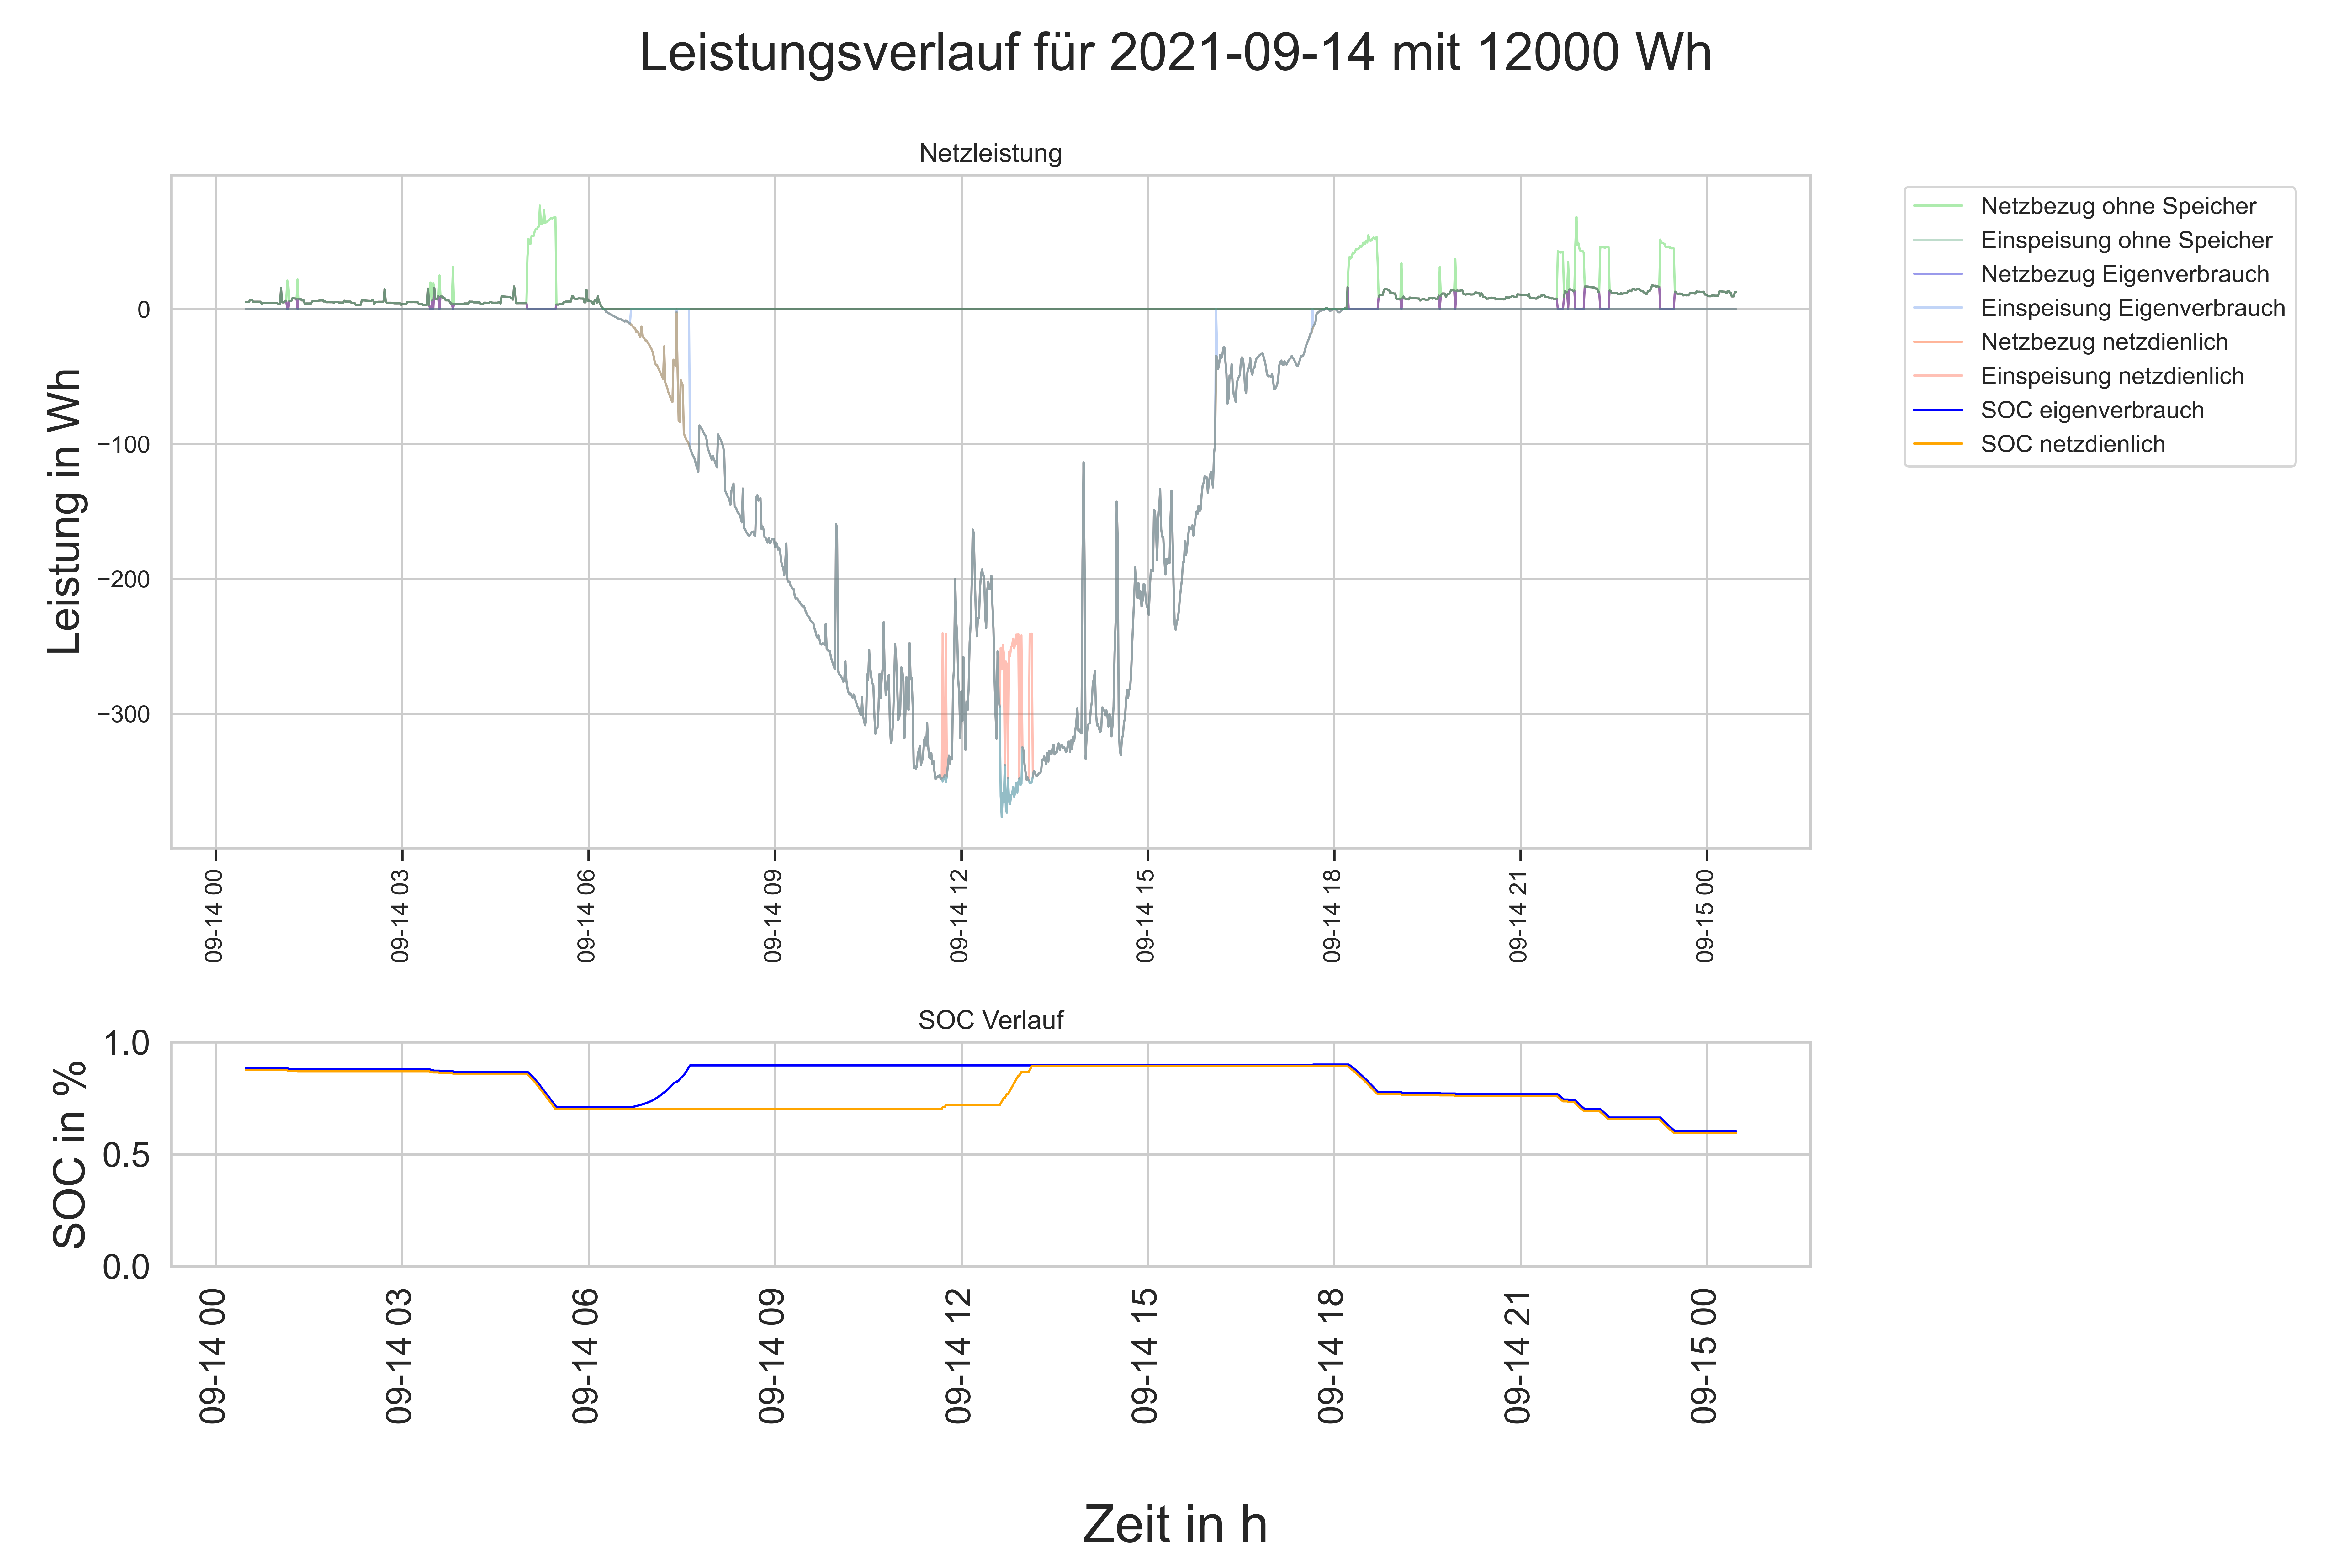 Leistungsverlauf für 2021-09-14 mit 12000 Wh
Netzleistung
Leistung in Wh
0
−100
−200
−300
09-14 00
09-14 03
09-14 06
09-14 09
09-14 12
09-14 15
09-14 18
09-14 21
09-15 00
Netzbezug ohne Speicher
Einspeisung ohne Speicher
Netzbezug Eigenverbrauch
Einspeisung Eigenverbrauch
Netzbezug netzdienlich
Einspeisung netzdienlich
SOC eigenverbrauch
SOC netzdienlich
SOC Verlauf
SOC in %
1.0
0.5
0.0
09-14 00
09-14 03
09-14 06
09-14 09
09-14 12
09-14 15
09-14 18
09-14 21
09-15 00
Zeit in h